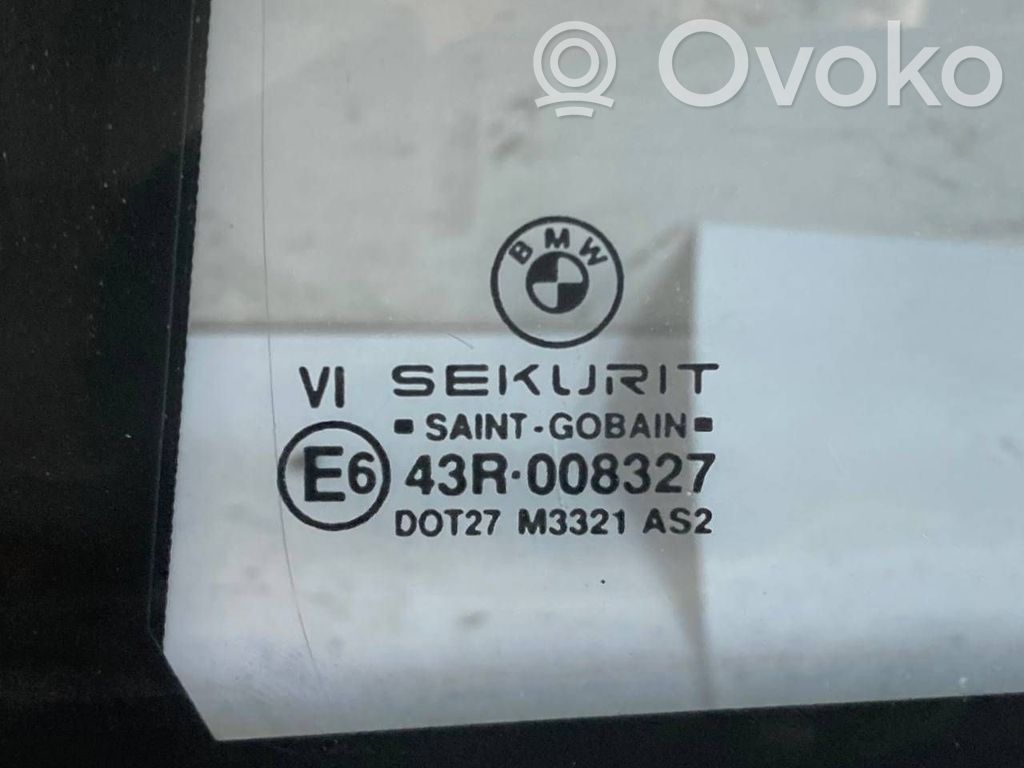 Ovoko
BMW
VI SEKURIT
SAINT-GOBAIN
E6 43R·008327
DOT27 M3321 AS2